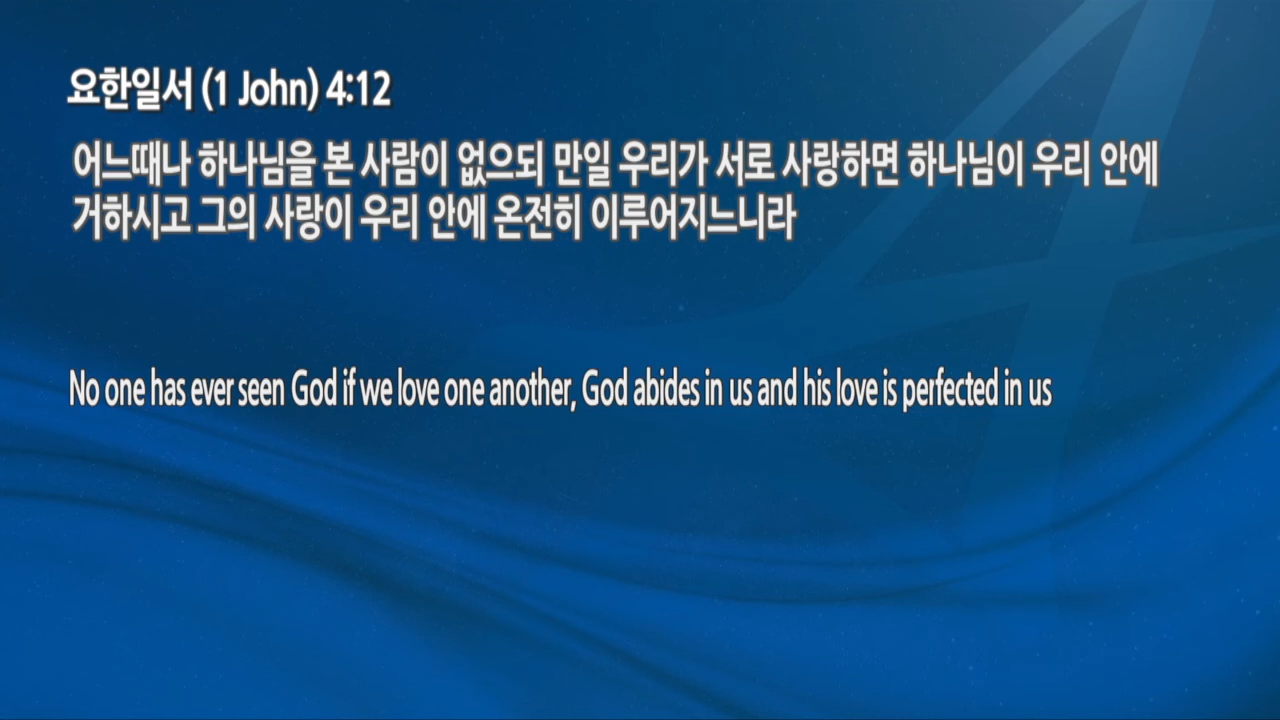 요한일서 (1 John) 4:12
어느때나 하나님을 본 사람이 없으되 만일 우리가 서로 사랑하면 하나님이 우리 안에
거하시고 그의 사랑이 우리 안에 온전히 이루어지느니라
No one has ever seen God if we love one another, God abides in us and his love is perfected in us